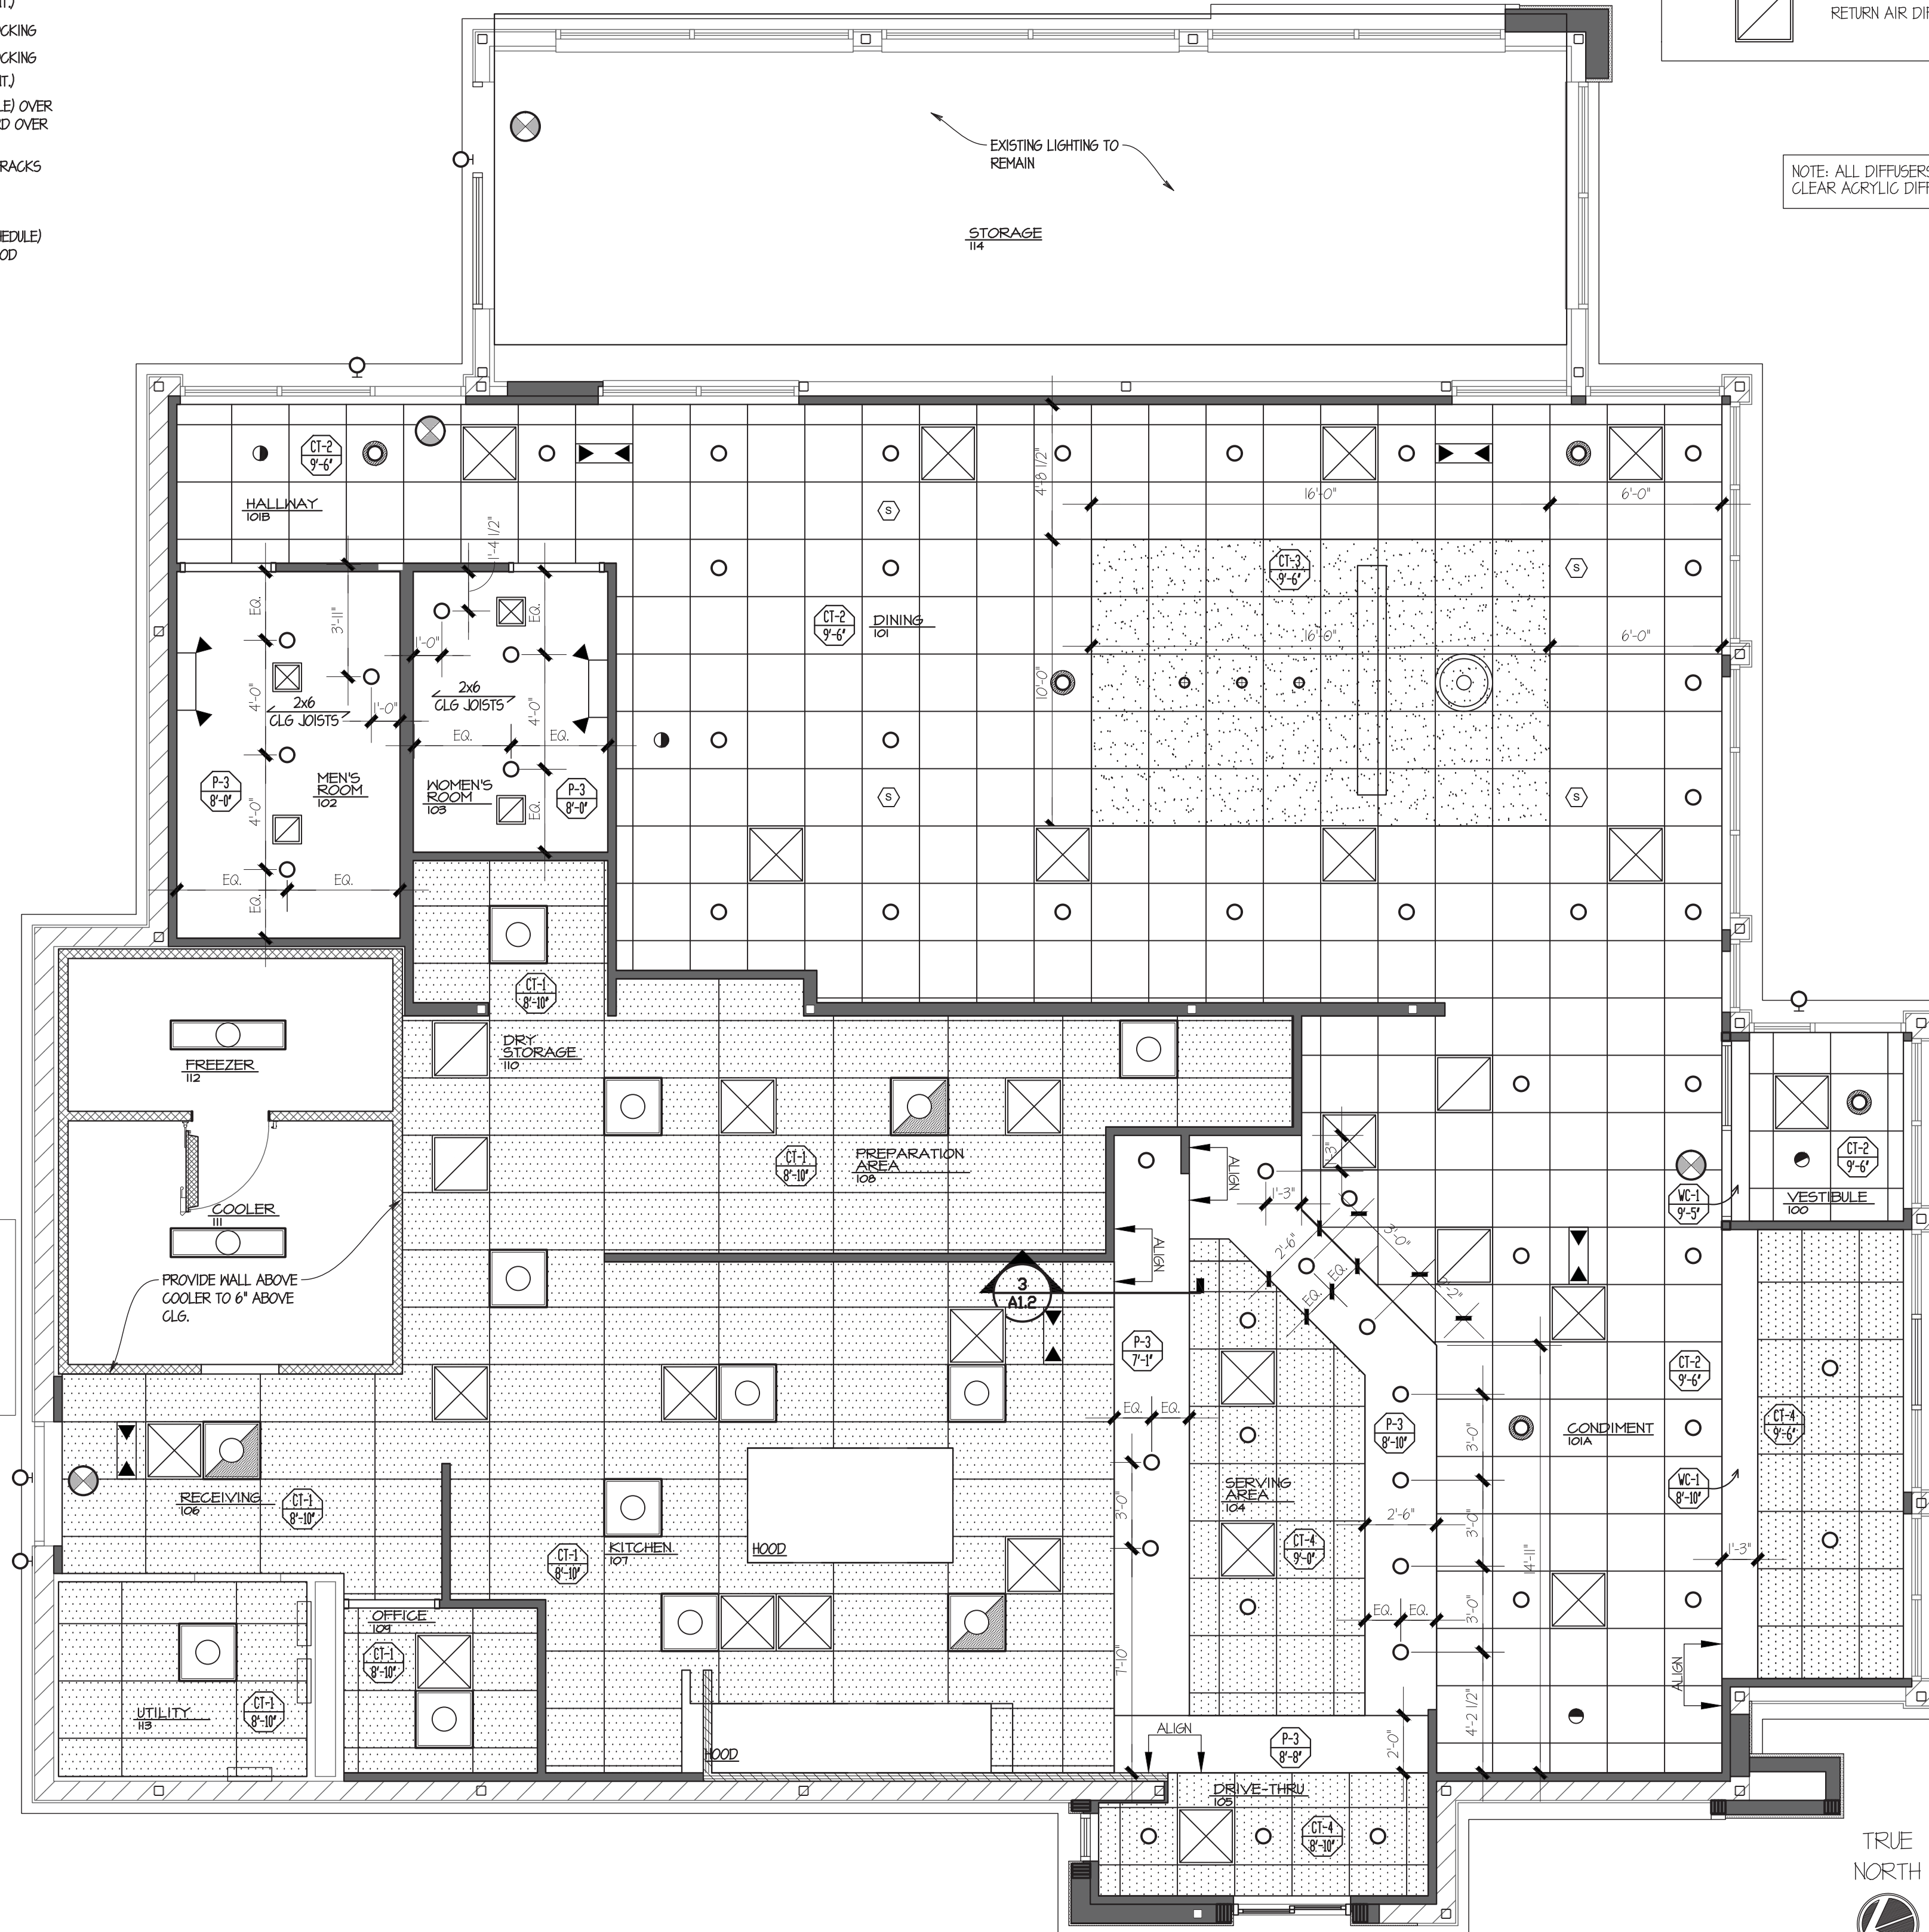 OCKING
OCKING
LE) OVER
RD OVER
RACKS
HEDULE)
OD
RETURN AIR DIF
NOTE: ALL DIFFUSERS
CLEAR ACRYLIC DIFF
EXISTING LIGHTING TO
REMAIN
STORAGE
114
CT-2
9'-6"
HALLWAY
101B
4'-8 1/2"
16'-0"
6'-0"
S
1'-4 1/2"
CT-3
9'-6"
S
EQ.
3'-11"
EQ.
CT-2
9'-6"
DINING
101
16'-0"
6'-0"
1'-0"
2x6
CLG JOISTS
4'-0"
1'-0"
2x6
CLG JOISTS
4'-0"
10'-0"
EQ.
EQ.
P-3
8'-0"
MEN'S
ROOM
102
WOMEN'S
ROOM
103
P-3
8'-0"
S
S
4'-0"
EQ.
EQ.
EQ.
EQ.
CT-1
8'-10"
FREEZER
112
DRY
STORAGE
110
CT-1
8'-10"
PREPARATION
AREA
108
ALIGN
1'-3"
1'-3"
CT-2
9'-6"
WC-1
9'-5"
VESTIBULE
100
COOLER
111
ALIGN
2'-6"
3'-0"
EQ.
EQ.
PROVIDE WALL ABOVE
COOLER TO 6" ABOVE
CLG.
3
A1.2
P-3
7'-1"
CT-2
9'-6"
EQ.
EQ.
P-3
8'-10"
3'-0"
CONDIMENT
101A
CT-4
9'-6"
RECEIVING
106
CT-1
8'-10"
SERVING
AREA
104
WC-1
8'-10"
3'-0"
2'-6"
3'-0"
14'-11"
KITCHEN
107
CT-1
8'-10"
HOOD
CT-4
9'-0"
1'-3"
OFFICE
109
CT-1
8'-10"
EQ.
EQ.
3'-0"
7'-10"
ALIGN
UTILITY
113
CT-1
8'-10"
HOOD
ALIGN
P-3
8'-8"
2'-0"
4'-2 1/2"
DRIVE-THRU
105
CT-4
8'-10"
TRUE
NORTH